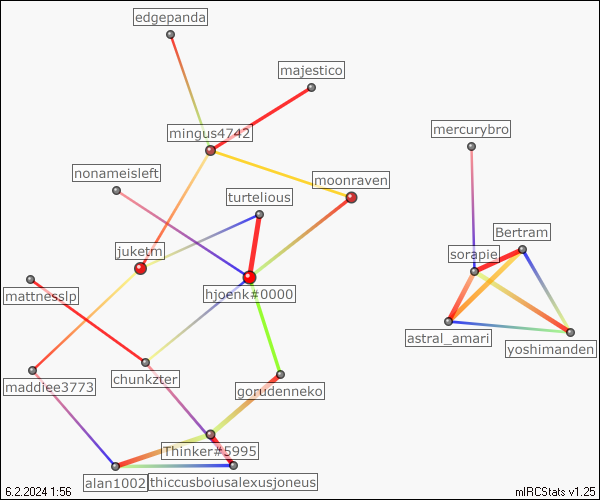 edgepanda
majestico
mingus4742
mercurybro
nonameisleft
moonraven
turtelious
Bertram
juketm
sorapie
mattnesslp
hjoenk#0000
astral_amari
yoshimanden
maddiee3773
chunkzter
gorudenneko
Thinker#5995
alan1002
thiccusboiusalexusjoneus
6.2.2024 1:56
mIRCStats v1.25